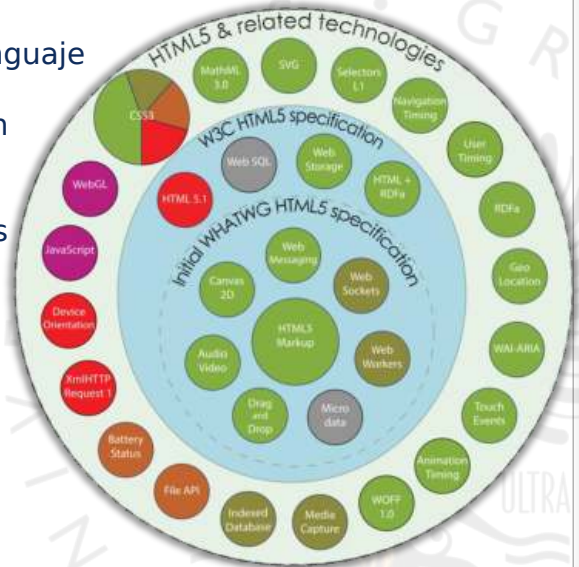 nguaje
n
s
HTML5 & related technologies
MathML
3.0
SVG
Selectors
L1
Navigation
Timing
User
Timing
RDFa
Geo
Location
WAI-ARIA
Touch
Events
Animation
Timing
WOFF
1.0
Media
Capture
Indexed
Database
File API
Battery
Status
XmlHTTP
Request 1
Device
Orientation
JavaScript
WebGL
CSS3
W3C HTML5 specification
HTML 5.1
Web SQL
Web
Storage
HTML +
RDFa
Initial WHATWG HTML5 specification
Web
Messaging
Canvas
2D
Web
Sockets
HTML5
Markup
Audio
Video
Web
Workers
Drag
and
Drop
Micro
data
ULTRA